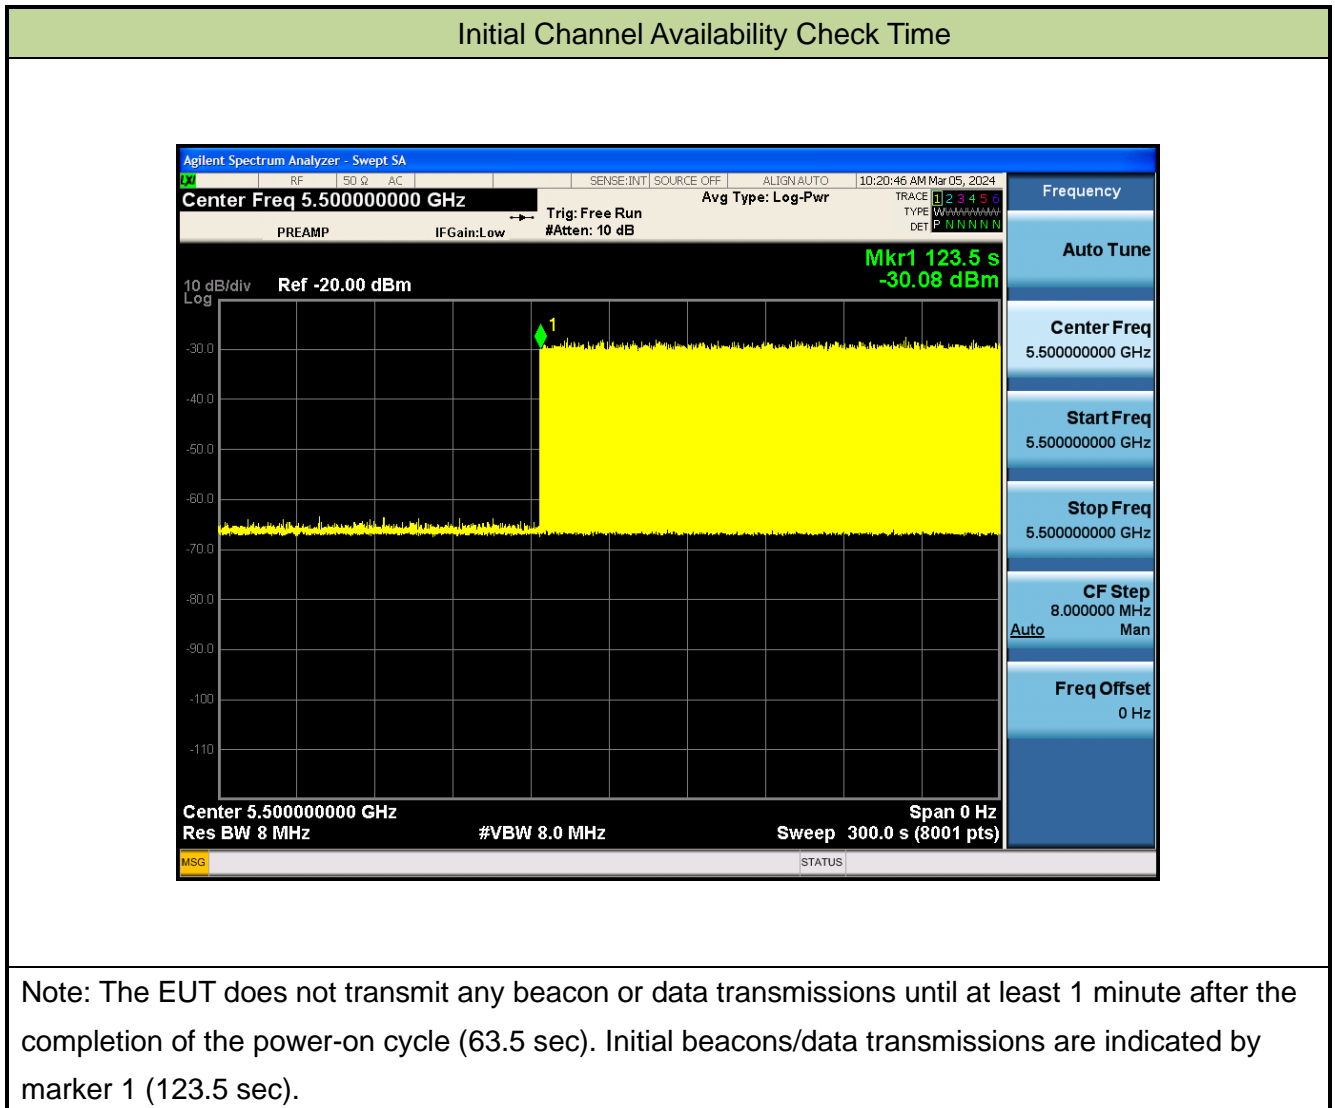 Initial Channel Availability Check Time
Agilent Spectrum Analyzer - Swept SA
LXI RF 50 Ω AC SENSE:INT SOURCE OFF ALIGN AUTO 10:20:46 AM Mar 05, 2024
Center Freq 5.500000000 GHz
Avg Type: Log-Pwr
TRACE 1 2 3 4 5 6
TYPE W
DET P N N N N N
PREAMP
IFGain:Low
Trig: Free Run
#Atten: 10 dB
Mkr1 123.5 s
-30.08 dBm
10 dB/div
Log
Ref -20.00 dBm
1
-30.0
-40.0
-50.0
-60.0
-70.0
-80.0
-90.0
-100
-110
Center 5.500000000 GHz
Span 0 Hz
Res BW 8 MHz
#VBW 8.0 MHz
Sweep 300.0 s (8001 pts)
MSG
STATUS
Frequency
Auto Tune
Center Freq
5.500000000 GHz
Start Freq
5.500000000 GHz
Stop Freq
5.500000000 GHz
CF Step
8.000000 MHz
Auto Man
Freq Offset
0 Hz
Note: The EUT does not transmit any beacon or data transmissions until at least 1 minute after the
completion of the power-on cycle (63.5 sec). Initial beacons/data transmissions are indicated by
marker 1 (123.5 sec).